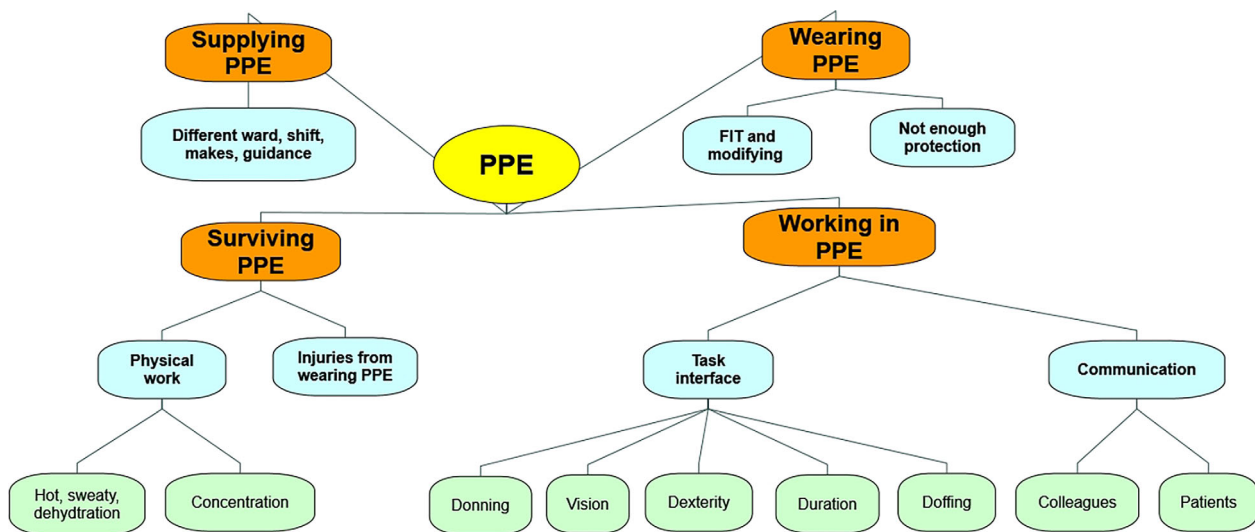 Supplying
PPE
Wearing
PPE
Different ward, shift,
makes, guidance
FIT and
modifying
Not enough
protection
PPE
Surviving
PPE
Working in
PPE
Physical
work
Injuries from
wearing PPE
Task
interface
Communication
Hot, sweaty,
dehydtration
Concentration
Donning
Vision
Dexterity
Duration
Doffing
Colleagues
Patients